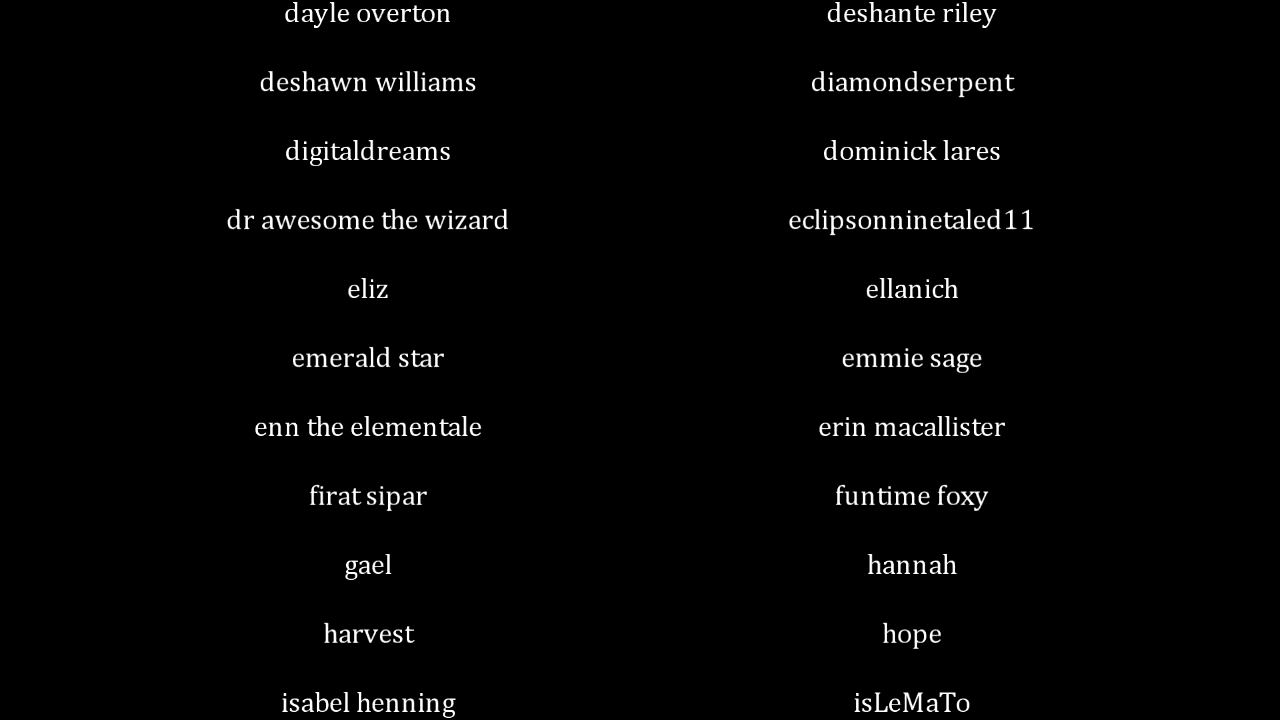 dayle overton
deshante riley
deshawn williams
diamondserpent
digitaldreams
dominick lares
dr awesome the wizard
eclipsonninetaled11
eliz
ellanich
emerald star
emmie sage
enn the elementale
erin macallister
firat sipar
funtime foxy
gael
hannah
harvest
hope
isabel henning
isLeMaTo